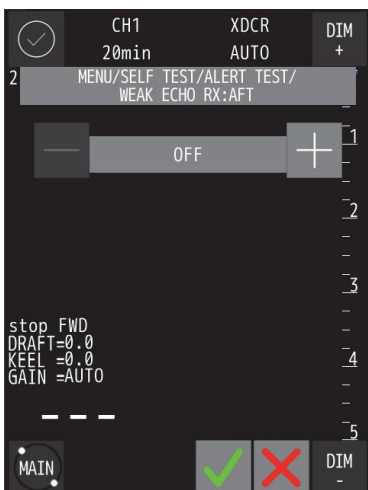 CH1
XDCR
DIM
+
20min
AUTO
2
MENU/SELF TEST/ALERT TEST/
WEAK ECHO RX:AFT
OFF
1
2
3
stop FWD
DRAFT=0.0
KEEL =0.0
GAIN =AUTO
4
– – –
5
MAIN
DIM
-